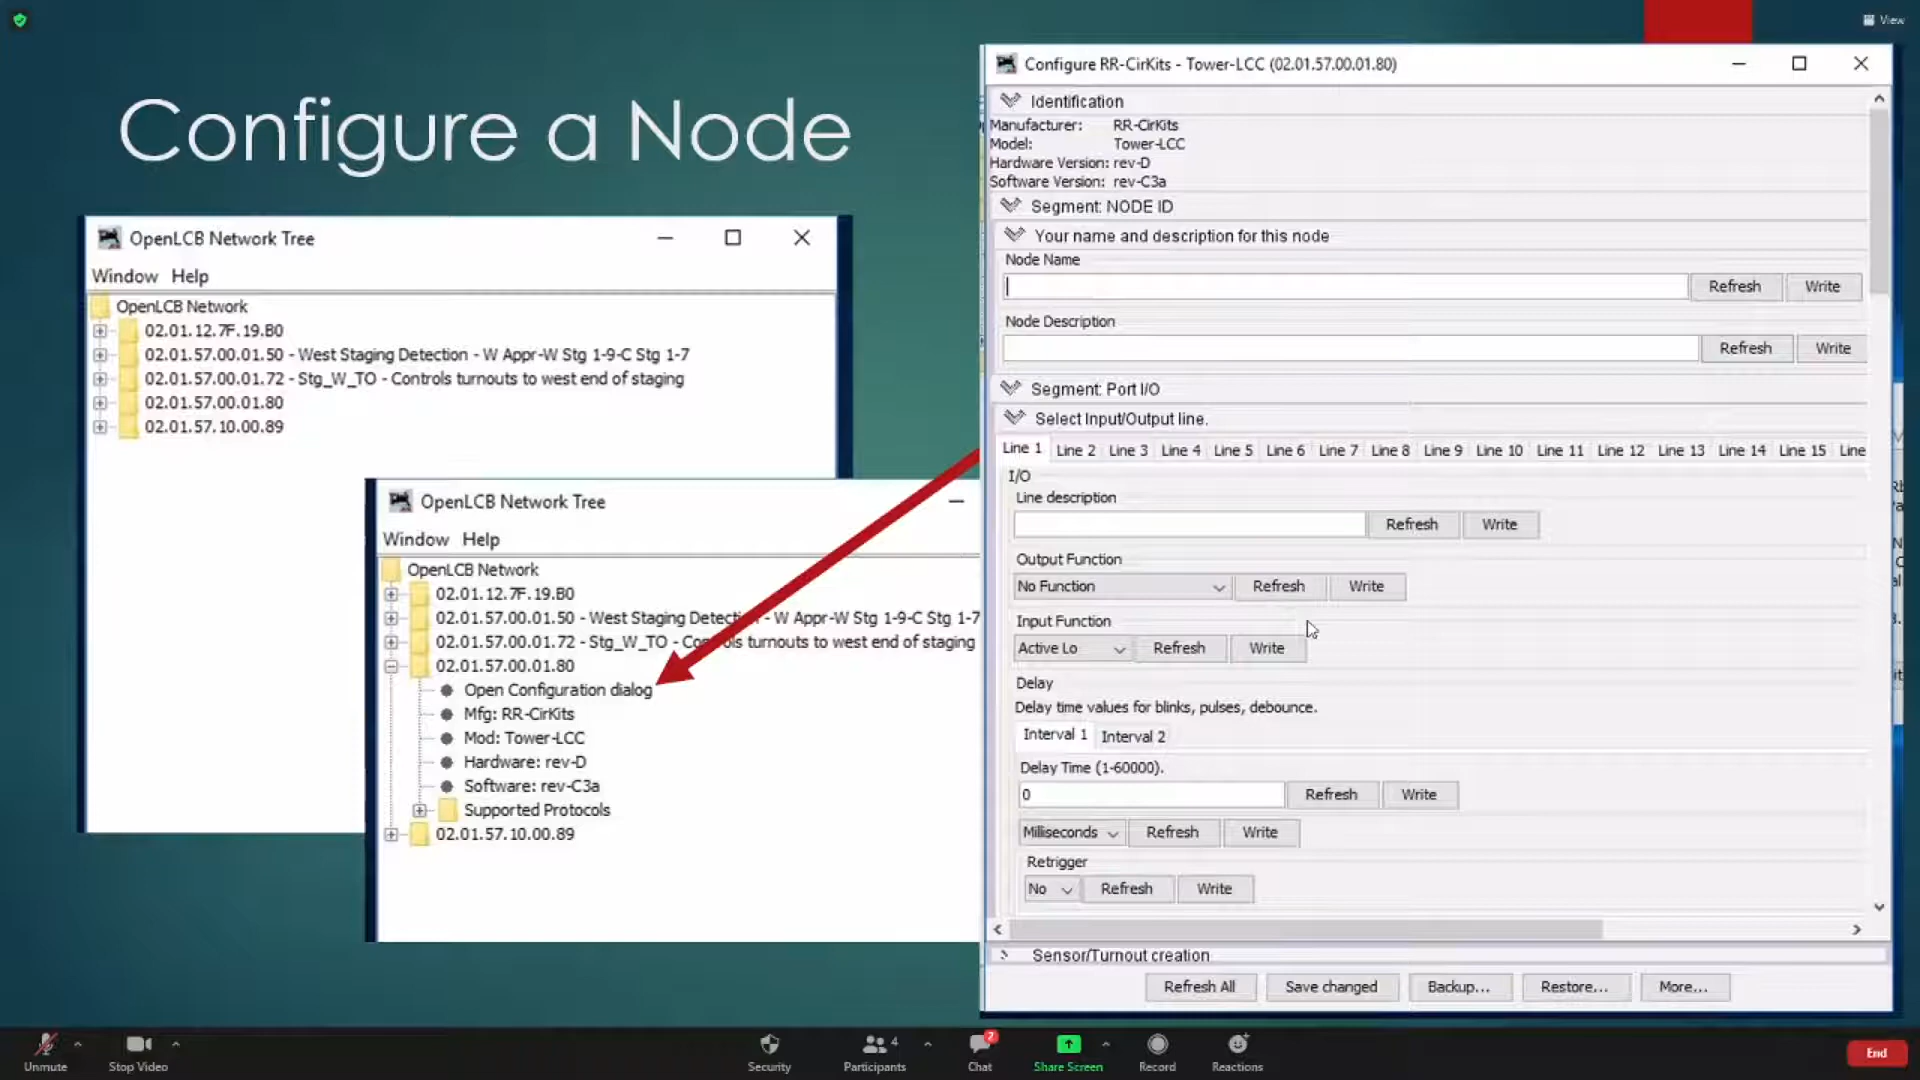 View
Configure a Node
OpenLCB Network Tree
Window Help
OpenLCB Network
02.01.12.7F.19.B0
02.01.57.00.01.50 - West Staging Detection - W Appr-W Stg 1-9-C Stg 1-7
02.01.57.00.01.72 - Stg_W_TO - Controls turnouts to west end of staging
02.01.57.00.01.80
02.01.57.10.00.89
OpenLCB Network Tree
Window Help
OpenLCB Network
02.01.12.7F.19.B0
02.01.57.00.01.50 - West Staging Detection - W Appr-W Stg 1-9-C Stg 1-7
02.01.57.00.01.72 - Stg_W_TO - Controls turnouts to west end of staging
02.01.57.00.01.80
Open Configuration dialog
Mfg: RR-CirKits
Mod: Tower-LCC
Hardware: rev-D
Software: rev-C3a
Supported Protocols
02.01.57.10.00.89
Configure RR-CirKits - Tower-LCC (02.01.57.00.01.80)
Identification
Manufacturer: RR-CirKits
Model: Tower-LCC
Hardware Version: rev-D
Software Version: rev-C3a
Segment: NODE ID
Your name and description for this node
Node Name
Refresh Write
Node Description
Refresh Write
Segment: Port I/O
Select Input/Output line.
Line 1 Line 2 Line 3 Line 4 Line 5 Line 6 Line 7 Line 8 Line 9 Line 10 Line 11 Line 12 Line 13 Line 14 Line 15 Line
I/O
Line description
Refresh Write
Output Function
No Function Refresh Write
Input Function
Active Lo Refresh Write
Delay
Delay time values for blinks, pulses, debounce.
Interval 1 Interval 2
Delay Time (1-60000).
0 Refresh Write
Milliseconds Refresh Write
Retrigger
No Refresh Write
Sensor/Turnout creation
Refresh All Save changed Backup... Restore... More...
Unmute Stop Video Security Participants 4 Chat 7 Share Screen Record Reactions End